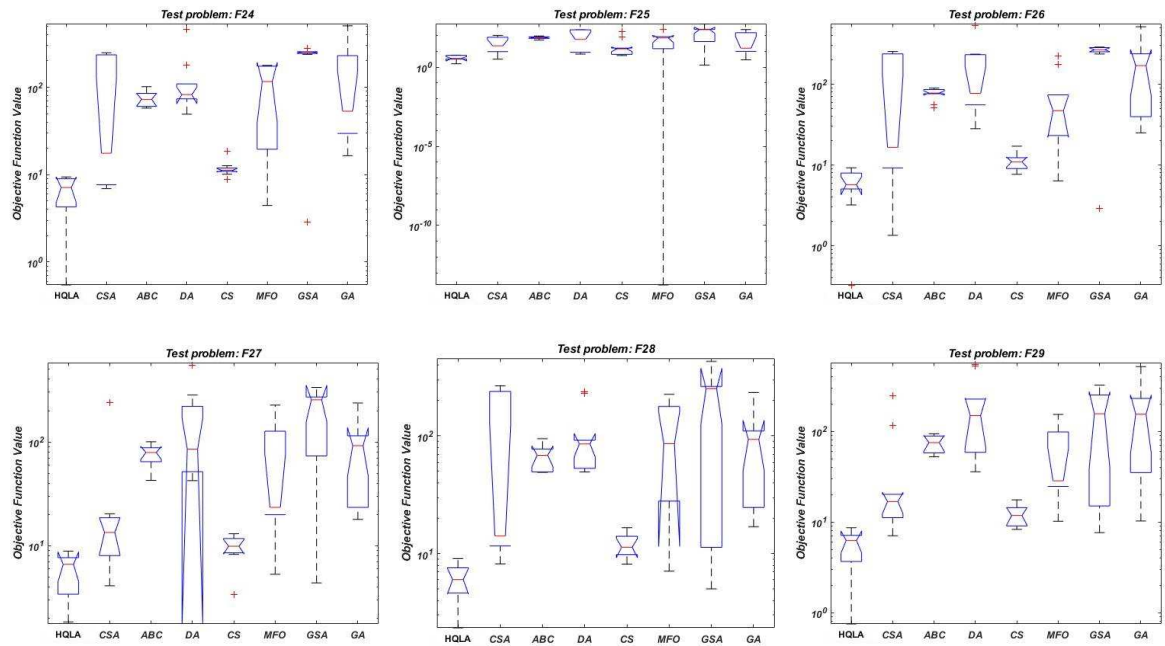 Test problem: F24
Objective Function Value
10^2
10^1
10^0
HQLA CSA ABC DA CS MFO GSA GA
Test problem: F25
Objective Function Value
10^0
10^-5
10^-10
HQLA CSA ABC DA CS MFO GSA GA
Test problem: F26
Objective Function Value
10^2
10^1
10^0
HQLA CSA ABC DA CS MFO GSA GA
Test problem: F27
Objective Function Value
10^2
10^1
HQLA CSA ABC DA CS MFO GSA GA
Test problem: F28
Objective Function Value
10^2
10^1
HQLA CSA ABC DA CS MFO GSA GA
Test problem: F29
Objective Function Value
10^2
10^1
10^0
HQLA CSA ABC DA CS MFO GSA GA